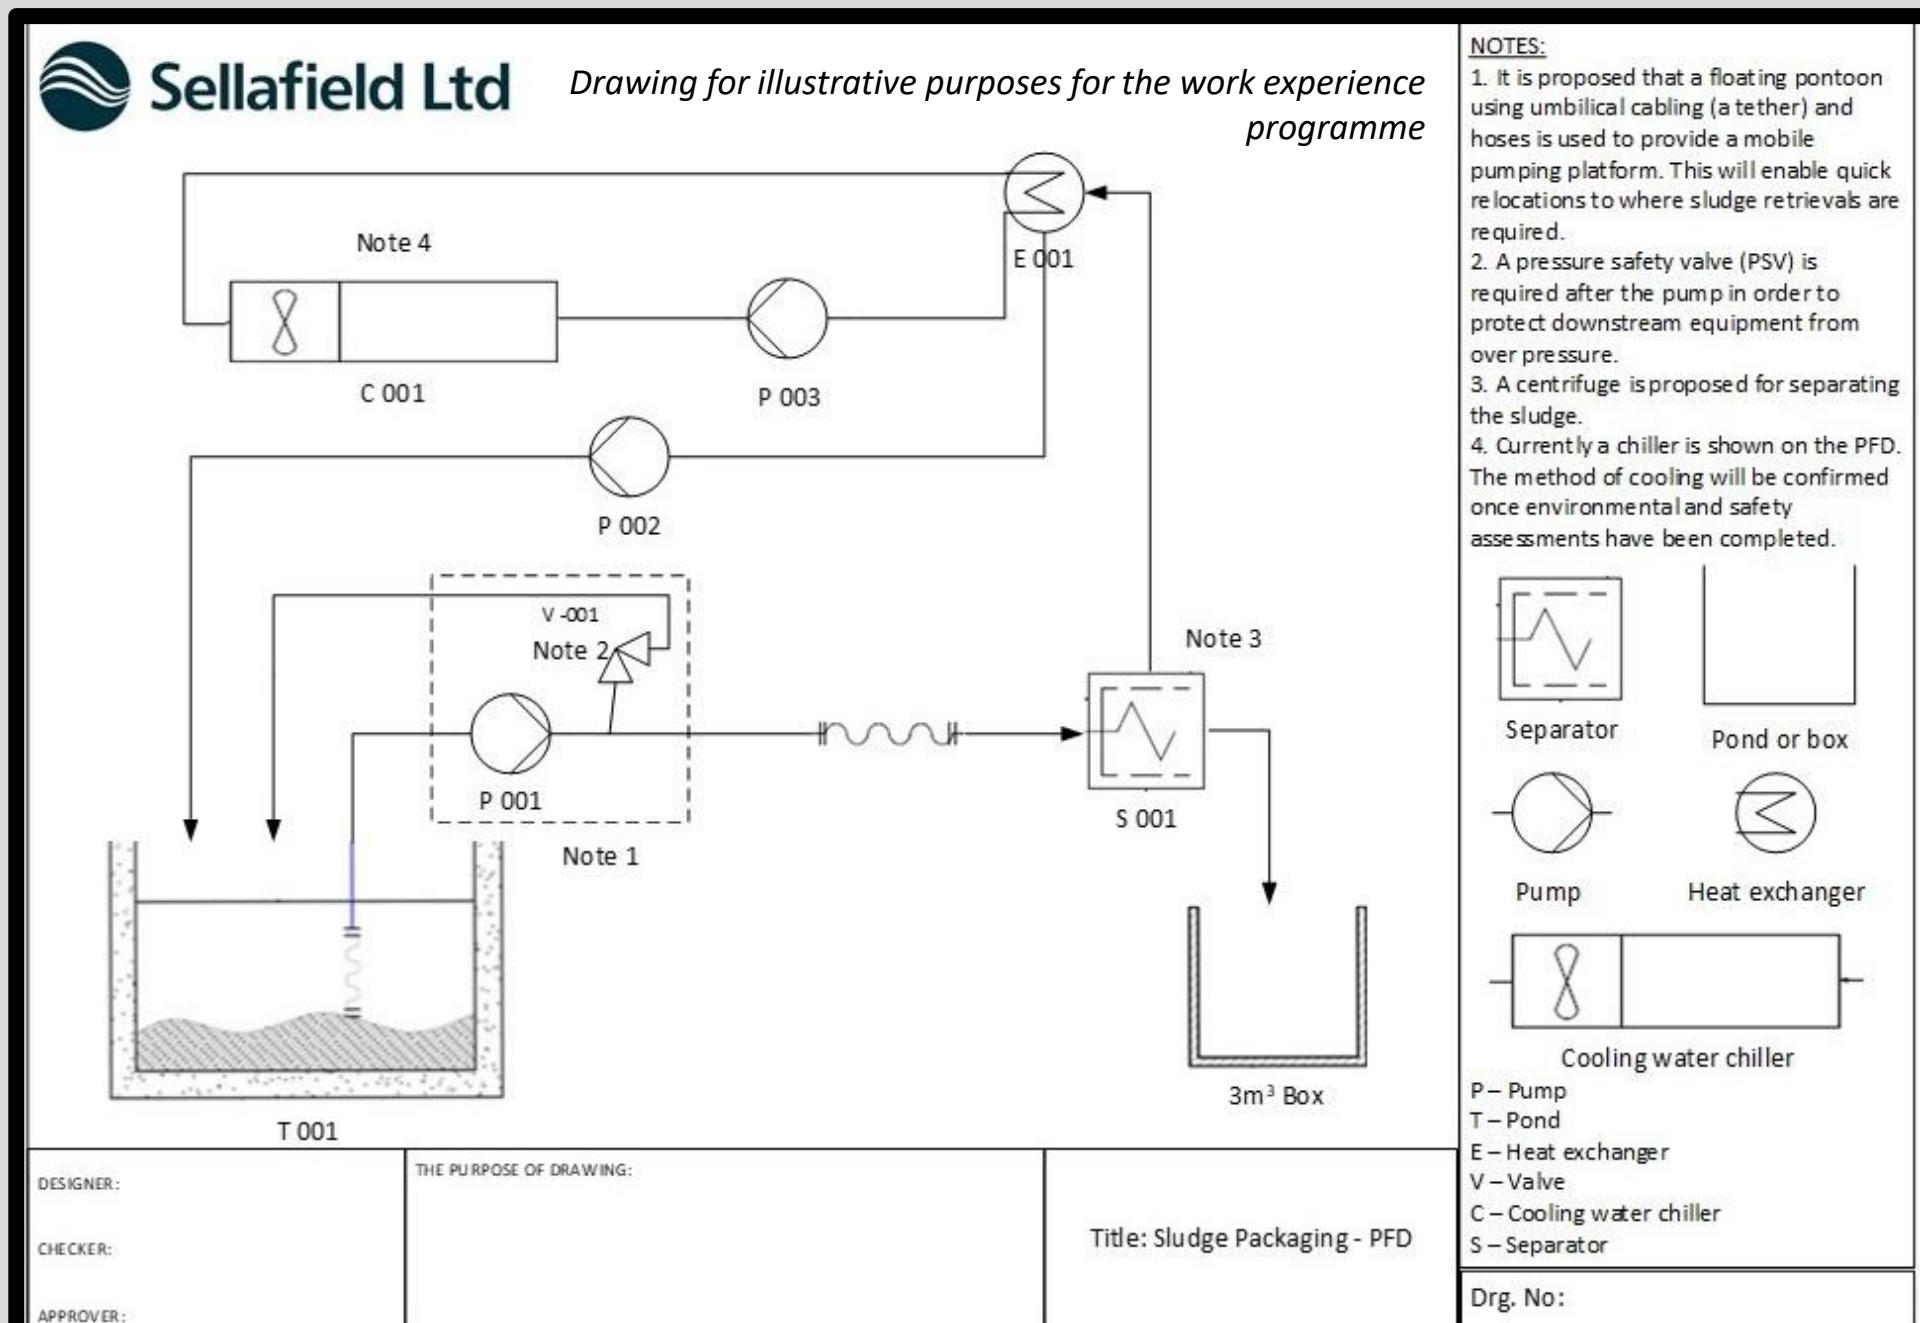 Sellafield Ltd
Drawing for illustrative purposes for the work experience
programme
Note 4
E 001
C 001
P 003
P 002
V -001
Note 2
Note 3
P 001
S 001
Note 1
3m³ Box
T 001
DESIGNER:
CHECKER:
APPROVER:
THE PURPOSE OF DRAWING:
Title: Sludge Packaging - PFD
NOTES:
1. It is proposed that a floating pontoon
using umbilical cabling (a tether) and
hoses is used to provide a mobile
pumping platform. This will enable quick
relocations to where sludge retrievals are
required.
2. A pressure safety valve (PSV) is
required after the pump in order to
protect downstream equipment from
over pressure.
3. A centrifuge is proposed for separating
the sludge.
4. Currently a chiller is shown on the PFD.
The method of cooling will be confirmed
once environmental and safety
assessments have been completed.
Separator
Pond or box
Pump
Heat exchanger
Cooling water chiller
P – Pump
T – Pond
E – Heat exchanger
V – Valve
C – Cooling water chiller
S – Separator
Drg. No: